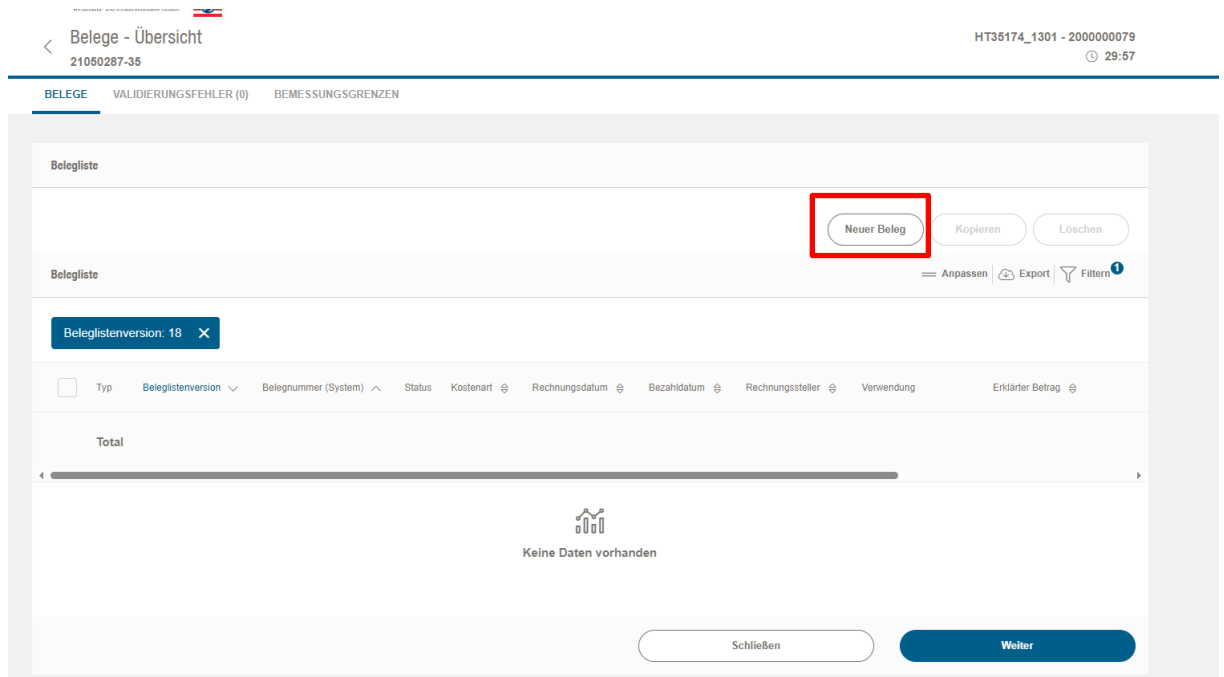 Belege - Übersicht
HT35174_1301 - 2000000079
21050287-35
29:57
BELEGE VALIDIERUNGSFEHLER (0) BEMESSUNGSGRENZEN
Belegliste
Neuer Beleg Kopieren Löschen
Belegliste
Anpassen Export Filtern 1
Beleglistenversion: 18
Typ Beleglistenversion Belegnummer (System) Status Kostenart Rechnungsdatum Bezahldatum Rechnungssteller Verwendung Erklärter Betrag
Total
Keine Daten vorhanden
Schließen Weiter